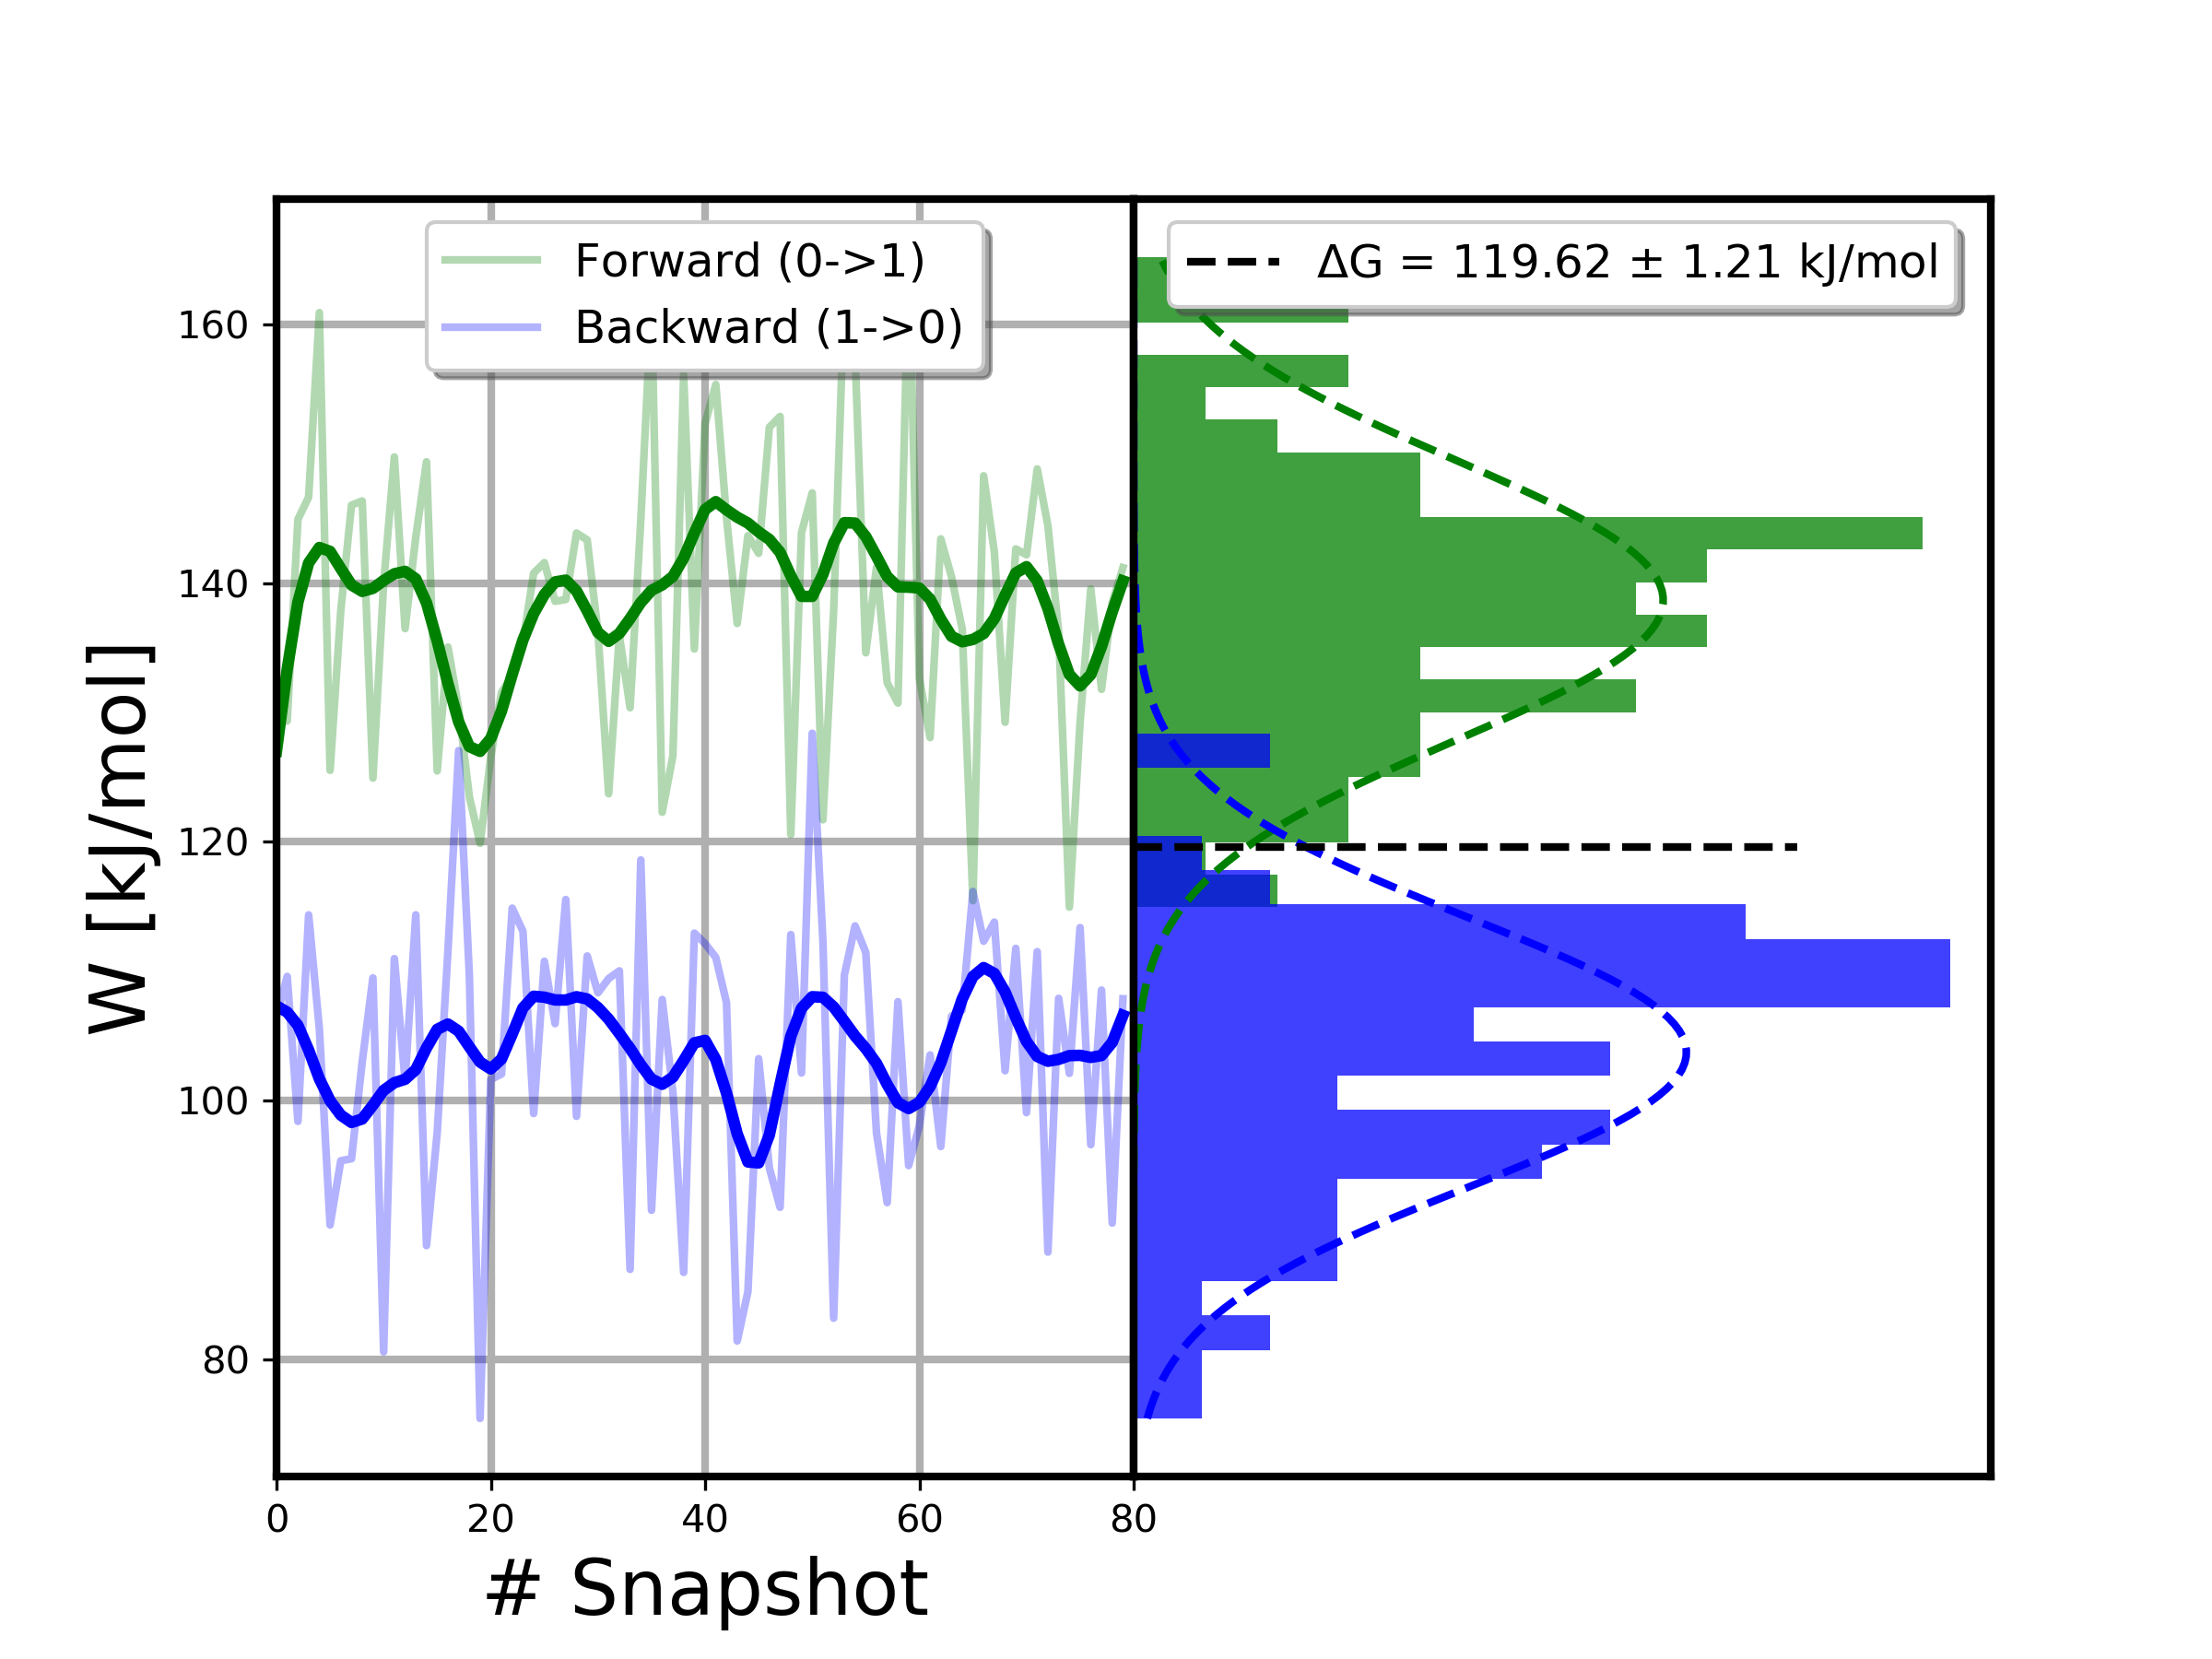 Forward (0->1)
Backward (1->0)
ΔG = 119.62 ± 1.21 kJ/mol
W [kJ/mol]
160
140
120
100
80
0 20 40 60 80
# Snapshot